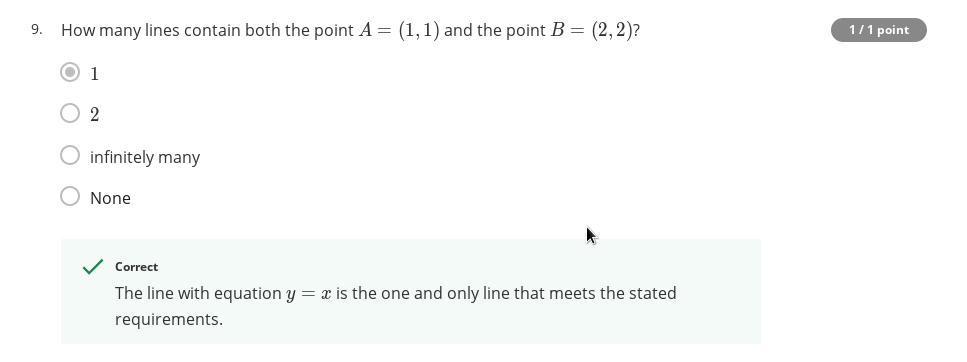 9. How many lines contain both the point A = (1, 1) and the point B = (2, 2)?
1 / 1 point
1
2
infinitely many
None
Correct
The line with equation y = x is the one and only line that meets the stated
requirements.